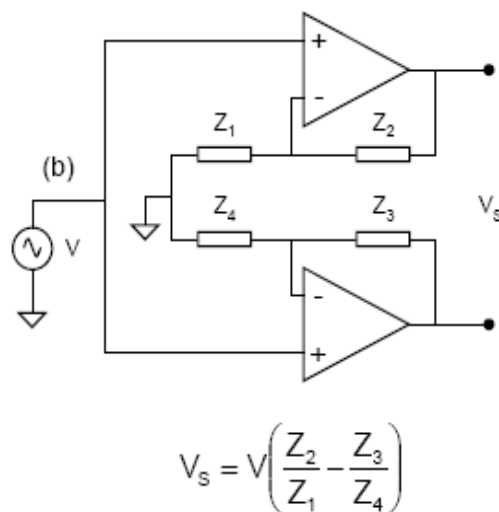 +
-
Z₁ Z₂
(b)
Z₄ Z₃
V Vₛ
-
+
Vₛ = V(Z₂/Z₁ - Z₃/Z₄)